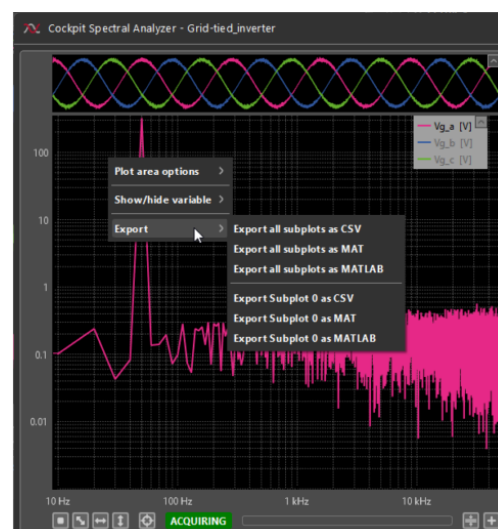 Cockpit Spectral Analyzer - Grid-tied_inverter
Vg_a [V]
Vg_b [V]
Vg_c [V]
100
10
1
0.1
0.01
Plot area options
Show/hide variable
Export
Export all subplots as CSV
Export all subplots as MAT
Export all subplots as MATLAB
Export Subplot 0 as CSV
Export Subplot 0 as MAT
Export Subplot 0 as MATLAB
10 Hz 100 Hz 1 kHz 10 kHz
ACQUIRING